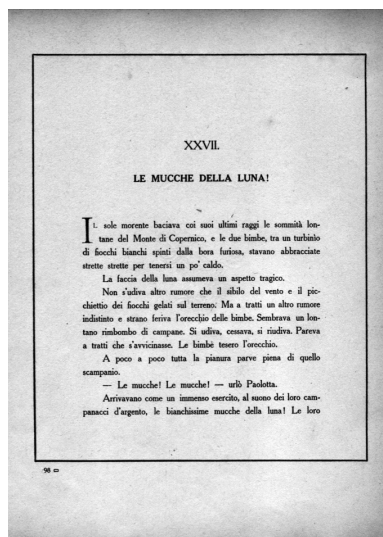 XXVII.
LE MUCCHE DELLA LUNA!
IL sole morente baciava coi suoi ultimi raggi le sommità lon-
tane del Monte di Copernico, e le due bimbe, tra un turbinìo
di fiocchi bianchi spinti dalla bora furiosa, stavano abbracciate
strette strette per tenersi un po' caldo.
La faccia della luna assumeva un aspetto tragico.
Non s'udiva altro rumore che il sibilo del vento e il pic-
chiettìo dei fiocchi gelati sul terreno. Ma a tratti un altro rumore
indistinto e strano feriva l'orecchio delle bimbe. Sembrava un lon-
tano rimbombo di campane. Si udiva, cessava, si riudiva. Pareva
a tratti che s'avvicinasse. Le bimbe tesero l'orecchio.
A poco a poco tutta la pianura parve piena di quello
scampanìo.
— Le mucche! Le mucche! — urlò Paolotta.
Arrivavano come un immenso esercito, al suono dei loro cam-
panacci d'argento, le bianchissime mucche della luna! Le loro
98